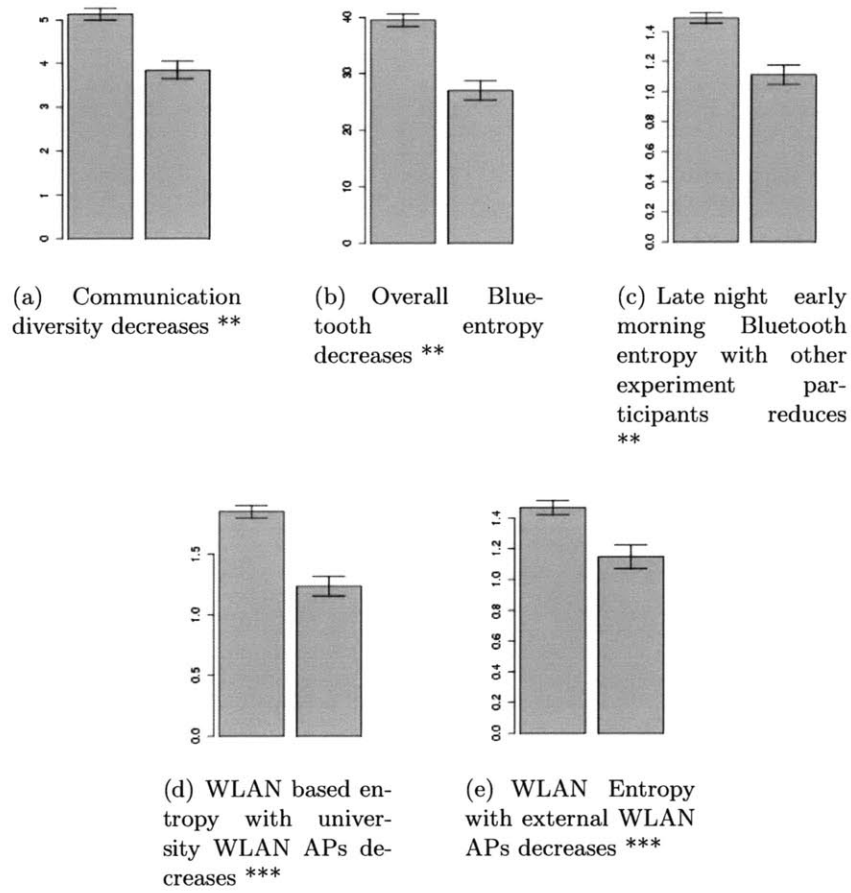 0 1 2 3 4 5
0 10 20 30 40
0.0 0.2 0.4 0.6 0.8 1.0 1.2 1.4
(a) Communication
diversity decreases **
(b) Overall Blue-
tooth entropy
decreases **
(c) Late night early
morning Bluetooth
entropy with other
experiment par-
ticipants reduces
**
0.0 0.5 1.0 1.5
0.0 0.2 0.4 0.6 0.8 1.0 1.2 1.4
(d) WLAN based en-
tropy with univer-
sity WLAN APs de-
creases ***
(e) WLAN Entropy
with external WLAN
APs decreases ***